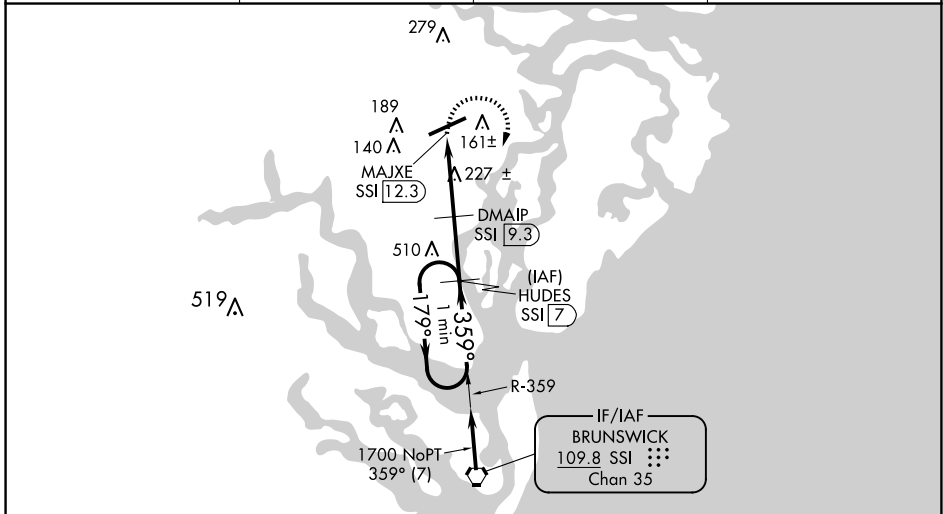 279
189
140
161±
MAJXE
SSI 12.3
227 ±
DMAIP
SSI 9.3
510
(IAF)
HUDES
SSI 7
519
179°
1 min
359°
R-359
1700 NoPT
359° (7)
IF/IAF
BRUNSWICK
109.8 SSI
Chan 35